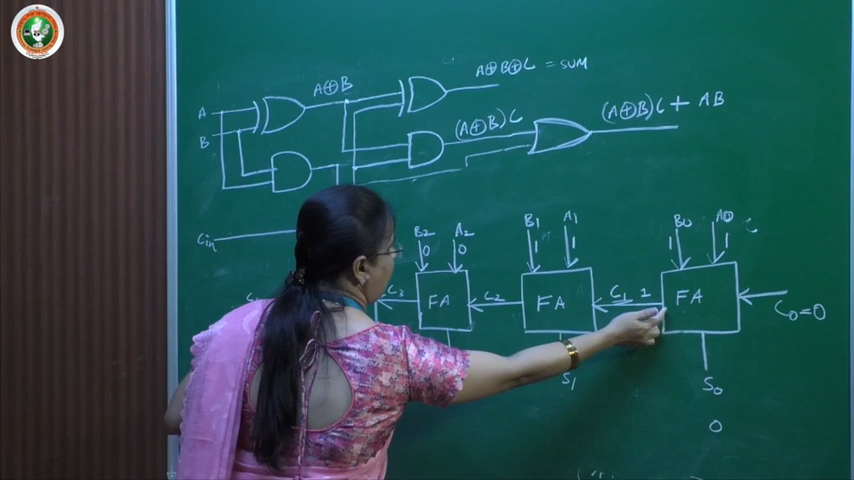 A⊕B⊕C = SUM
A⊕B
A
B
(A⊕B)C
(A⊕B)C + AB
Cin
B2 A2 B1 A1 B0 A0 C
0 0 1 1 1 1
C3 FA C2 FA C1 1 FA
C0=0
S1 S0
0